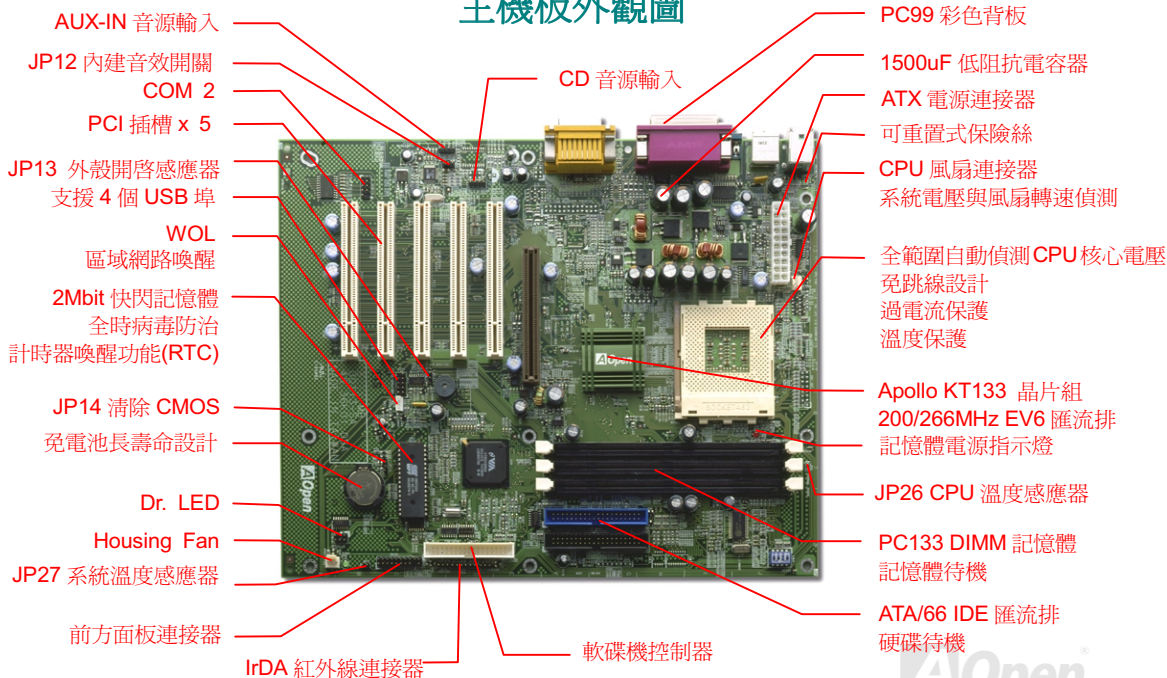 主機板外觀圖
AUX-IN 音源輸入
JP12 內建音效開關
COM 2
PCI 插槽 x 5
JP13 外殼開啓感應器
支援 4 個 USB 埠
WOL
區域網路喚醒
2Mbit 快閃記憶體
全時病毒防治
計時器喚醒功能(RTC)
JP14 清除 CMOS
免電池長壽命設計
Dr. LED
Housing Fan
JP27 系統溫度感應器
前方面板連接器
IrDA 紅外線連接器
CD 音源輸入
軟碟機控制器
PC99 彩色背板
1500uF 低阻抗電容器
ATX 電源連接器
可重置式保險絲
CPU 風扇連接器
系統電壓與風扇轉速偵測
全範圍自動偵測 CPU 核心電壓
免跳線設計
過電流保護
溫度保護
Apollo KT133 晶片組
200/266MHz EV6 匯流排
記憶體電源指示燈
JP26 CPU 溫度感應器
PC133 DIMM 記憶體
記憶體待機
ATA/66 IDE 匯流排
硬碟待機
AOpen
AOpen
VIA
AOpen®